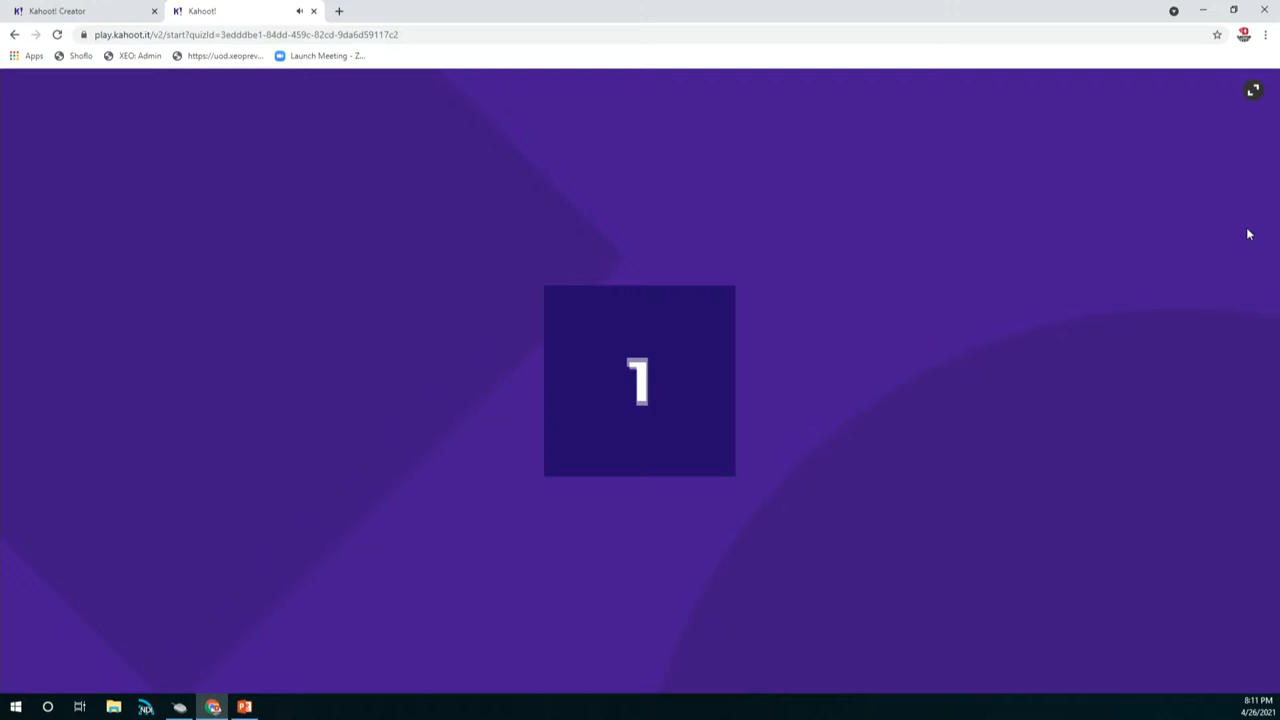 K! Kahoot! Creator
K! Kahoot!
play.kahoot.it/v2/start?quizId=3edddbe1-84dd-459c-82cd-9da6d59117c2
Apps
Shoflo
XEO: Admin
https://uod.xeoprev...
Launch Meeting - Z...
1
NDI
8:11 PM
4/26/2021